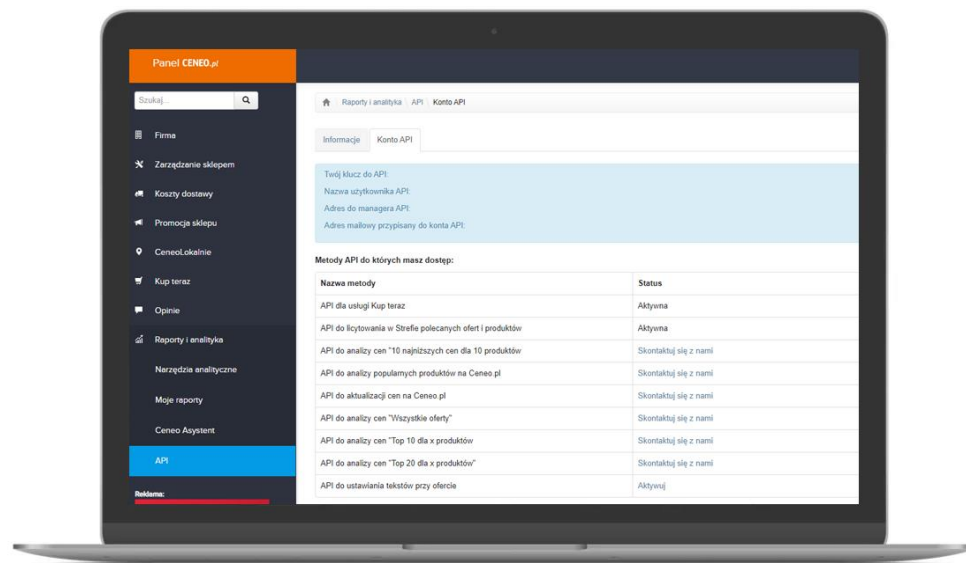 Panel CENEO.pl
Szukaj...
Firma
Zarządzanie sklepem
Koszty dostawy
Promocja sklepu
CeneoLokalnie
Kup teraz
Opinie
Raporty i analityka
Narzędzia analityczne
Moje raporty
Ceneo Asystent
API
Reklama:
Raporty i analityka API Konto API
Informacje Konto API
Twój klucz do API:
Nazwa użytkownika API:
Adres do managera API:
Adres mailowy przypisany do konta API:
Metody API do których masz dostęp:
Nazwa metody Status
API dla usługi Kup teraz Aktywna
API do licytowania w Strefie polecanych ofert i produktów Aktywna
API do analizy cen "10 najniższych cen dla 10 produktów Skontaktuj się z nami
API do analizy popularnych produktów na Ceneo.pl Skontaktuj się z nami
API do aktualizacji cen na Ceneo.pl Skontaktuj się z nami
API do analizy cen "Wszystkie oferty" Skontaktuj się z nami
API do analizy cen "Top 10 dla x produktów Skontaktuj się z nami
API do analizy cen "Top 20 dla x produktów" Skontaktuj się z nami
API do ustawiania tekstów przy ofercie Aktywuj